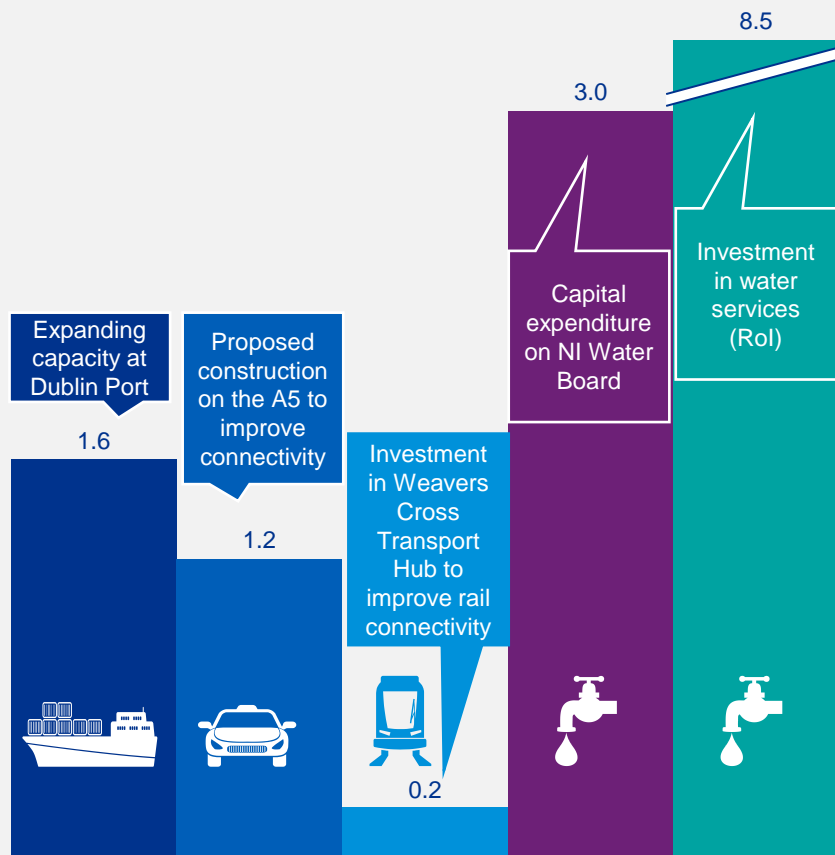 Expanding
capacity at
Dublin Port
1.6
Proposed
construction
on the A5 to
improve
connectivity
1.2
Investment
in Weavers
Cross
Transport
Hub to
improve rail
connectivity
0.2
3.0
Capital
expenditure
on NI Water
Board
8.5
Investment
in water
services
(RoI)